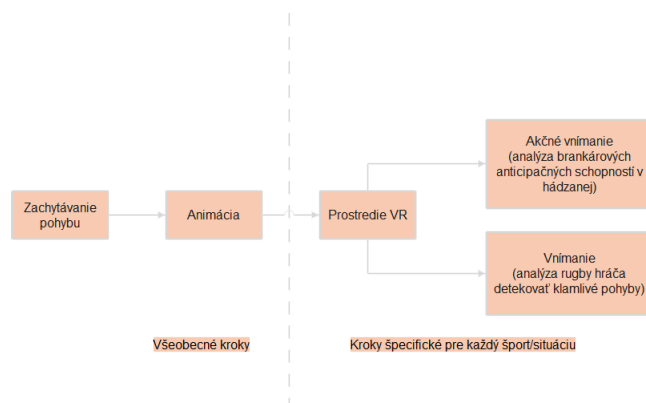 Zachytávanie
pohybu
Animácia
Prostredie VR
Akčné vnímanie
(analýza brankárových
anticipačných schopností v
hádzanej)
Vnímanie
(analýza rugby hráča
detekovať klamlivé pohyby)
Všeobecné kroky
Kroky špecifické pre každý šport/situáciu